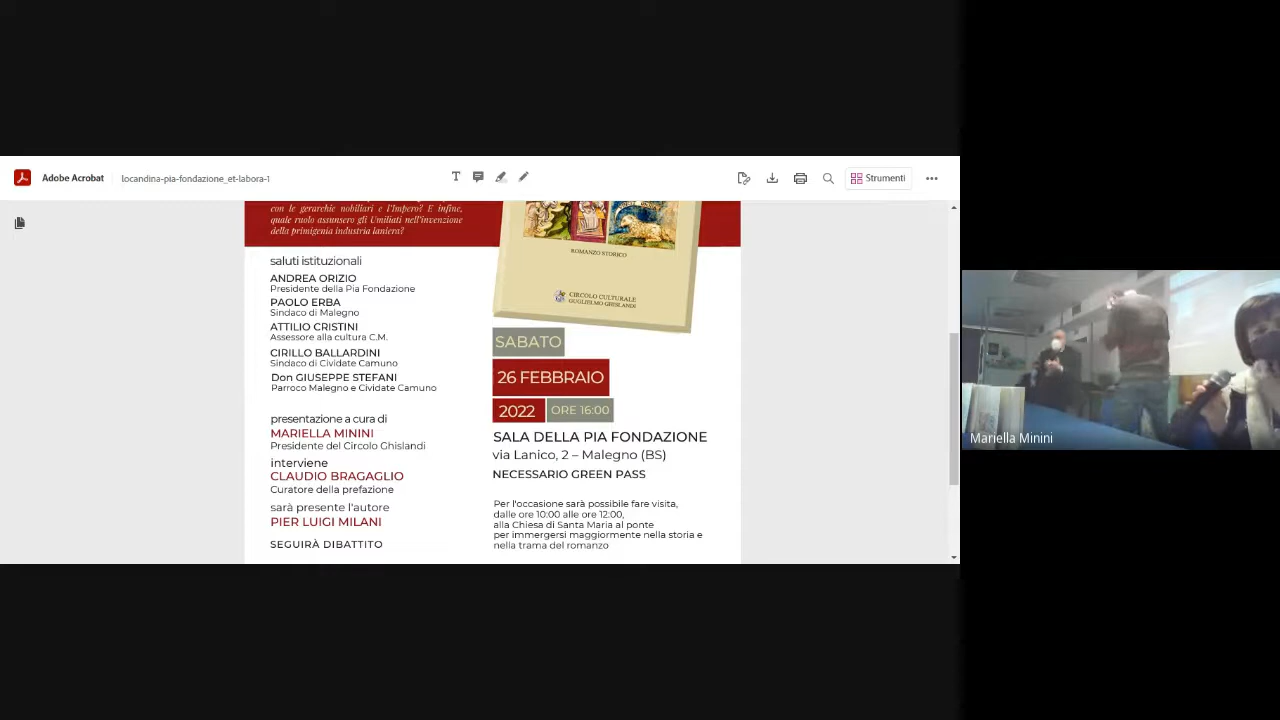 Adobe Acrobat
locandina-pia-fondazione_et-labora-1
Strumenti
con le gerarchie nobiliari e l'Impero? E infine,
quale ruolo assunsero gli Umiliati nell'invenzione
della primigenia industria laniera?
ROMANZO STORICO
CIRCOLO CULTURALE
GUGLIELMO GHISLANDI
saluti istituzionali
ANDREA ORIZIO
Presidente della Pia Fondazione
PAOLO ERBA
Sindaco di Malegno
ATTILIO CRISTINI
Assessore alla cultura C.M.
CIRILLO BALLARDINI
Sindaco di Cividate Camuno
Don GIUSEPPE STEFANI
Parroco Malegno e Cividate Camuno
presentazione a cura di
MARIELLA MININI
Presidente del Circolo Ghislandi
interviene
CLAUDIO BRAGAGLIO
Curatore della prefazione
sarà presente l'autore
PIER LUIGI MILANI
SEGUIRÀ DIBATTITO
SABATO
26 FEBBRAIO
2022 ORE 16:00
SALA DELLA PIA FONDAZIONE
via Lanico, 2 – Malegno (BS)
NECESSARIO GREEN PASS
Per l'occasione sarà possibile fare visita,
dalle ore 10:00 alle ore 12:00,
alla Chiesa di Santa Maria al ponte
per immergersi maggiormente nella storia e
nella trama del romanzo
Mariella Minini